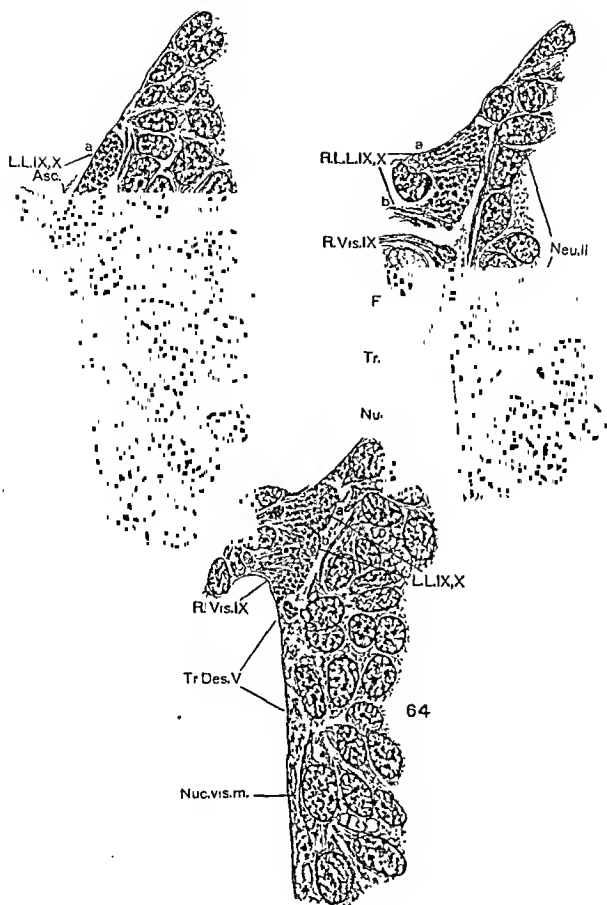 a
L.L.IX,X
Asc.
a
R.L.L.IX,X
b
R.Vis.IX
Neu.II
F
Tr.
Nu.
a
L.L.IX,X
R.Vis.IX
Tr Des.V
64
Nuc.vis.m.